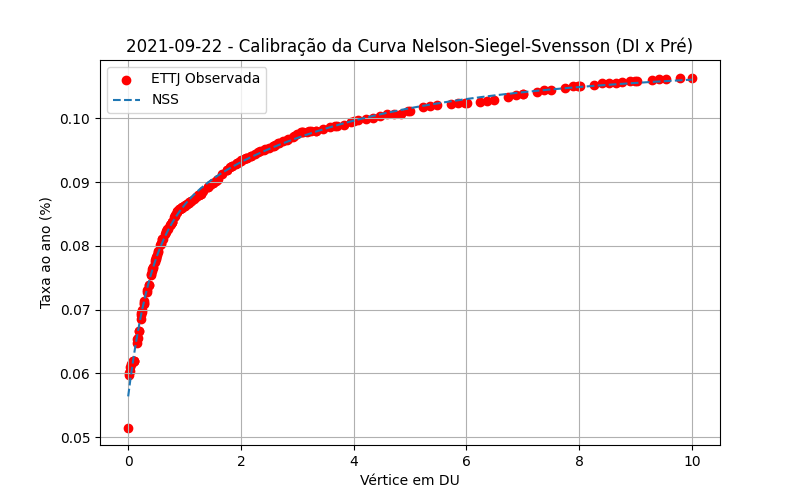 2021-09-22 - Calibração da Curva Nelson-Siegel-Svensson (DI x Pré)
ETTJ Observada
NSS
Taxa ao ano (%)
0.10
0.09
0.08
0.07
0.06
0.05
0 2 4 6 8 10
Vértice em DU